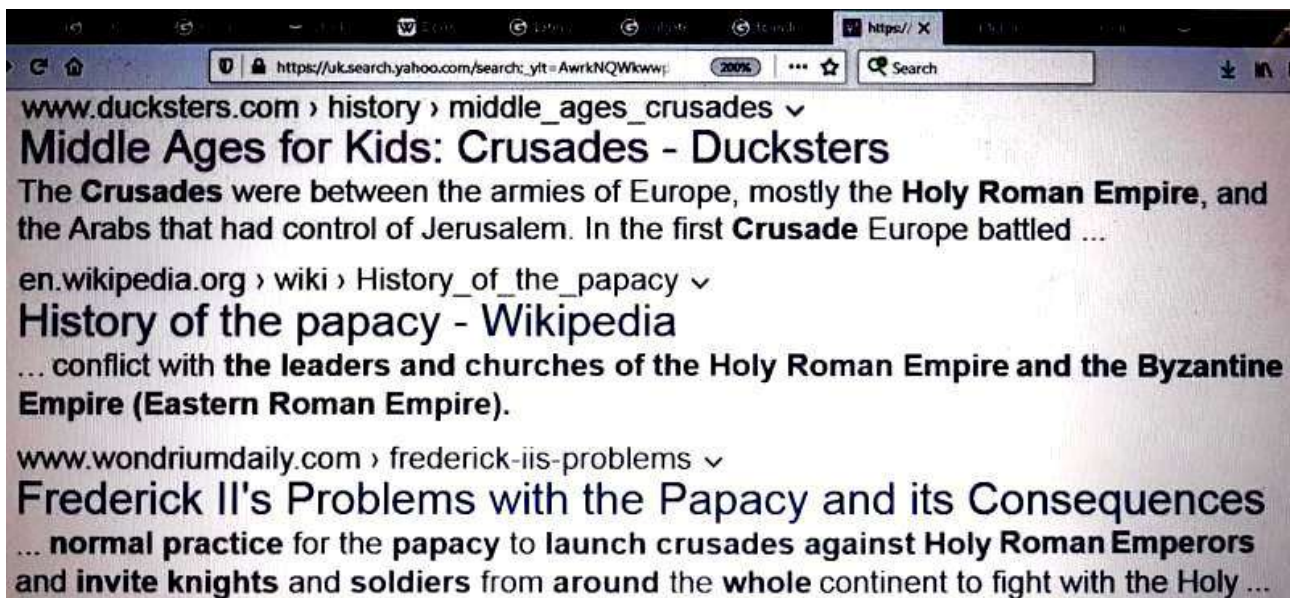 https:// X
https://uk.search.yahoo.com/search;_ylt=AwrkNQWkww 200% Search
www.ducksters.com › history › middle_ages_crusades
Middle Ages for Kids: Crusades - Ducksters
The Crusades were between the armies of Europe, mostly the Holy Roman Empire, and
the Arabs that had control of Jerusalem. In the first Crusade Europe battled ...
en.wikipedia.org › wiki › History_of_the_papacy
History of the papacy - Wikipedia
... conflict with the leaders and churches of the Holy Roman Empire and the Byzantine
Empire (Eastern Roman Empire).
www.wondriumdaily.com › frederick-iis-problems
Frederick II's Problems with the Papacy and its Consequences
... normal practice for the papacy to launch crusades against Holy Roman Emperors
and invite knights and soldiers from around the whole continent to fight with the Holy ...